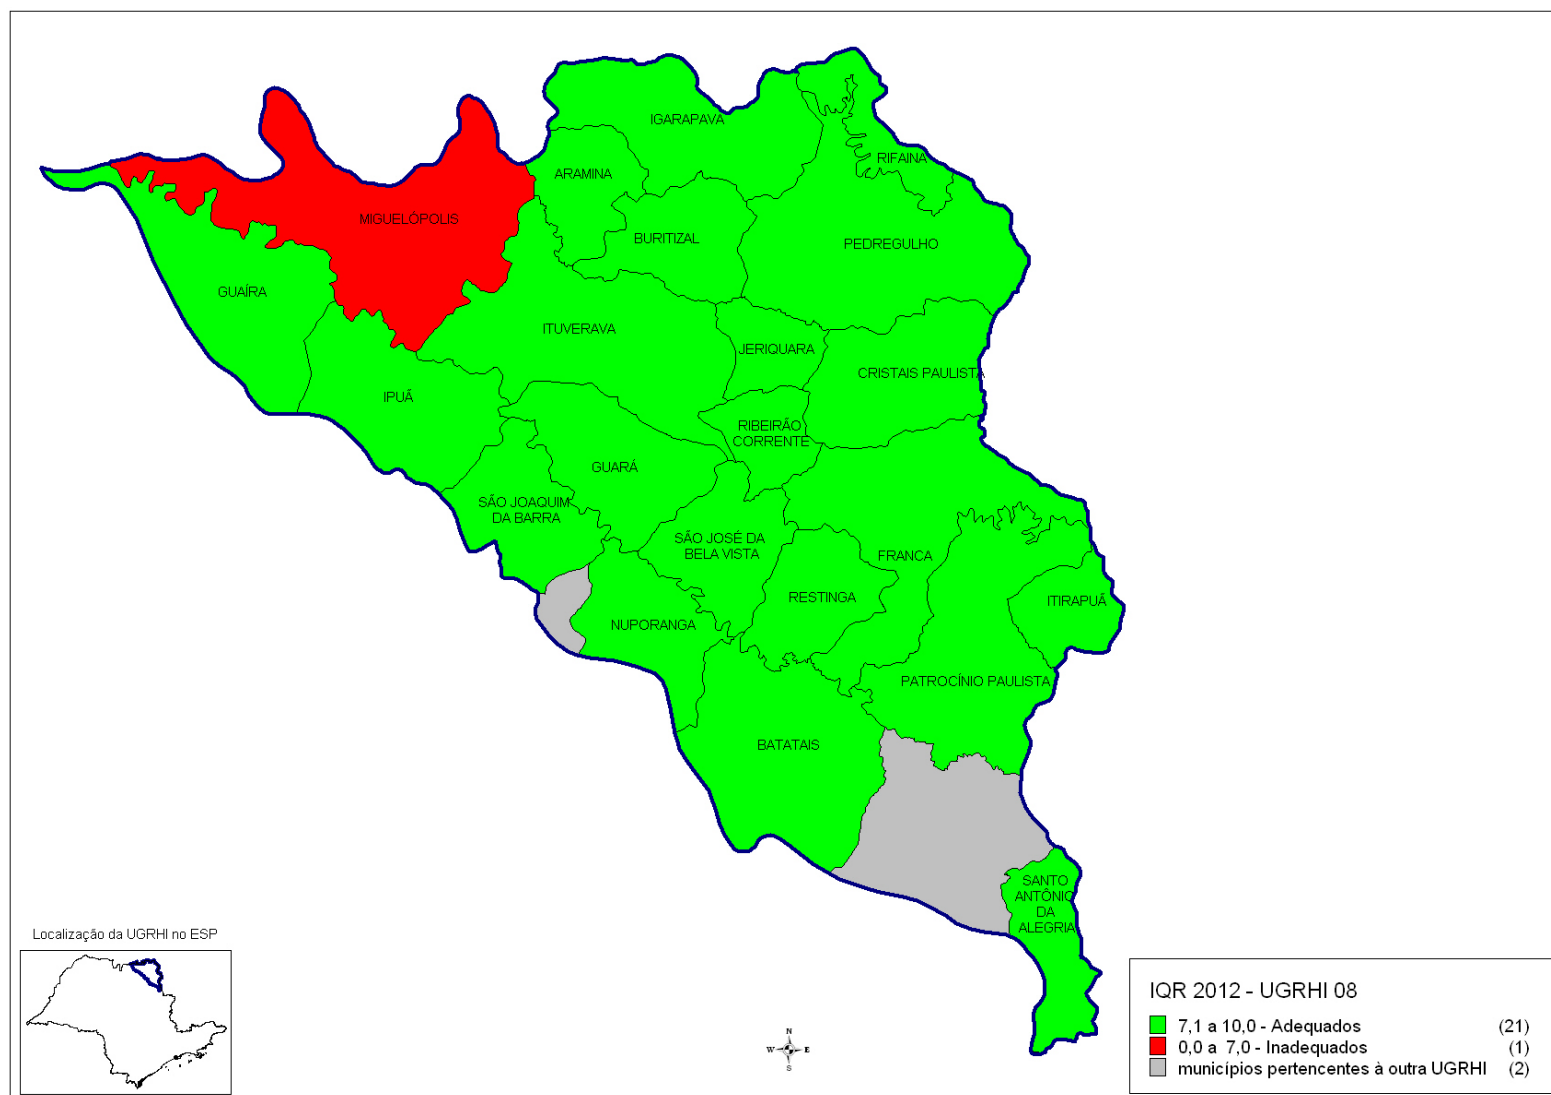 IGARAPAVA
RIFAINA
ARAMINA
MIGUELÓPOLIS
BURITIZAL
PEDREGULHO
GUAÍRA
ITUVERAVA
JERIQUARA
CRISTAIS PAULISTA
IPUÃ
RIBEIRÃO
CORRENTE
GUARÁ
SÃO JOAQUIM
DA BARRA
SÃO JOSÉ DA
BELA VISTA
FRANCA
RESTINGA
ITIRAPUÃ
NUPORANGA
PATROCÍNIO PAULISTA
BATATAIS
SANTO
ANTÔNIO
DA
ALEGRIA
Localização da UGRHI no ESP
N
W E
S
IQR 2012 - UGRHI 08
7,1 a 10,0 - Adequados (21)
0,0 a 7,0 - Inadequados (1)
municípios pertencentes à outra UGRHI (2)